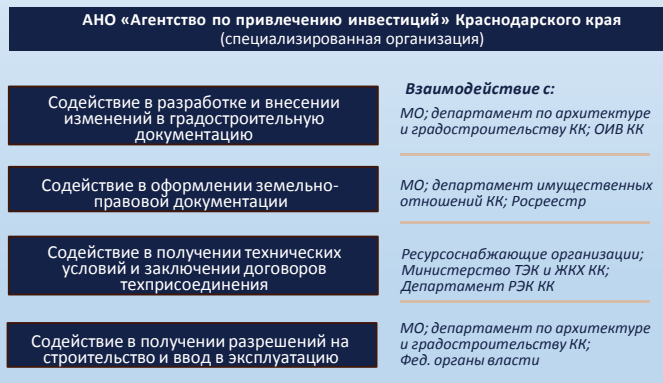 АНО «Агентство по привлечению инвестиций» Краснодарского края
(специализированная организация)
Взаимодействие с:
Содействие в разработке и внесении
изменений в градостроительную
документацию
МО; департамент по архитектуре
и градостроительству КК; ОИВ КК
Содействие в оформлении земельно-
правовой документации
МО; департамент имущественных
отношений КК; Росреестр
Содействие в получении технических
условий и заключении договоров
техприсоединения
Ресурсоснабжающие организации;
Министерство ТЭК и ЖКХ КК;
Департамент РЭК КК
Содействие в получении разрешений на
строительство и ввод в эксплуатацию
МО; департамент по архитектуре
и градостроительству КК;
Фед. органы власти